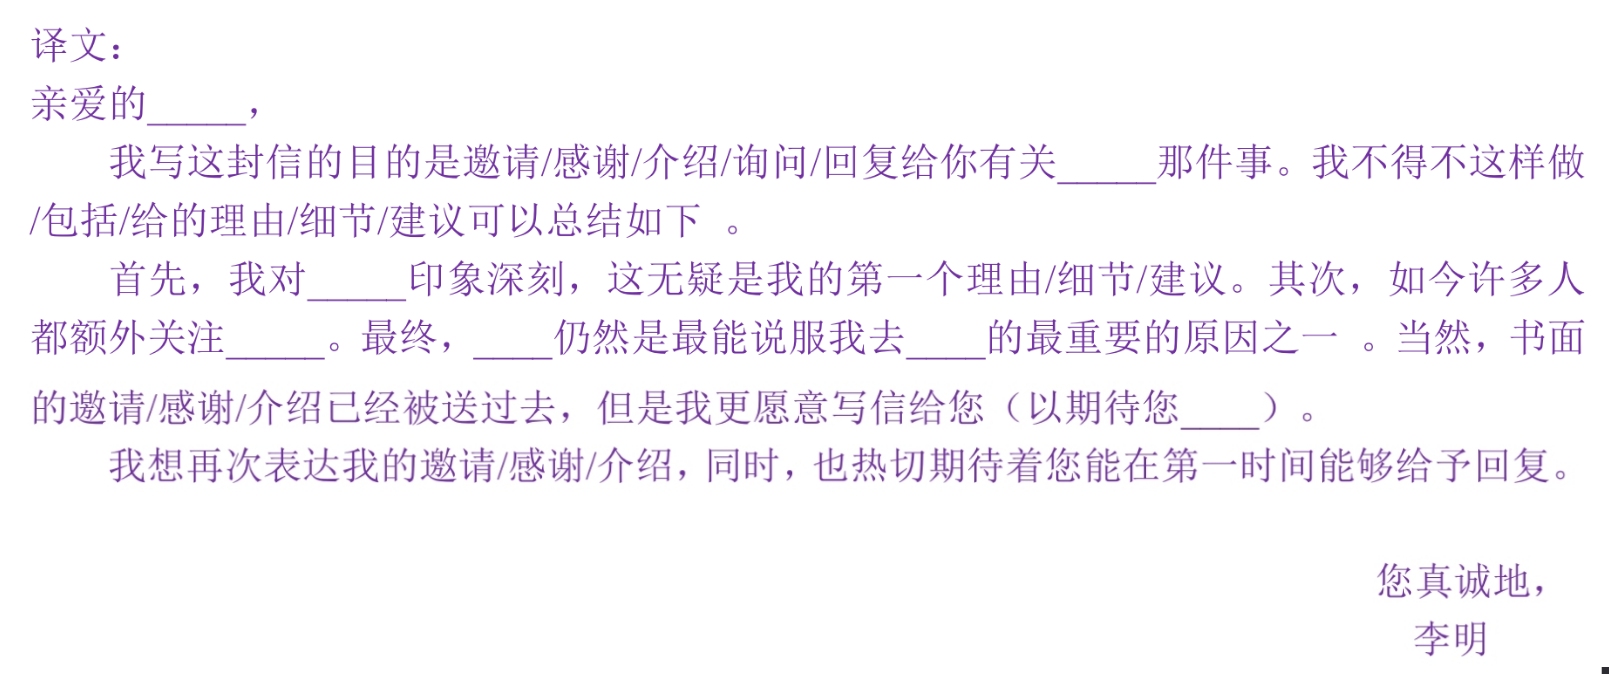 译文：
亲爱的_____，
我写这封信的目的是邀请/感谢/介绍/询问/回复给你有关_____那件事。我不得不这样做
/包括/给的理由/细节/建议可以总结如下 。
首先，我对_____印象深刻，这无疑是我的第一个理由/细节/建议。其次，如今许多人
都额外关注_____。最终，____仍然是最能说服我去____的最重要的原因之一 。当然，书面
的邀请/感谢/介绍已经被送过去，但是我更愿意写信给您（以期待您____）。
我想再次表达我的邀请/感谢/介绍，同时，也热切期待着您能在第一时间能够给予回复。
您真诚地，
李明